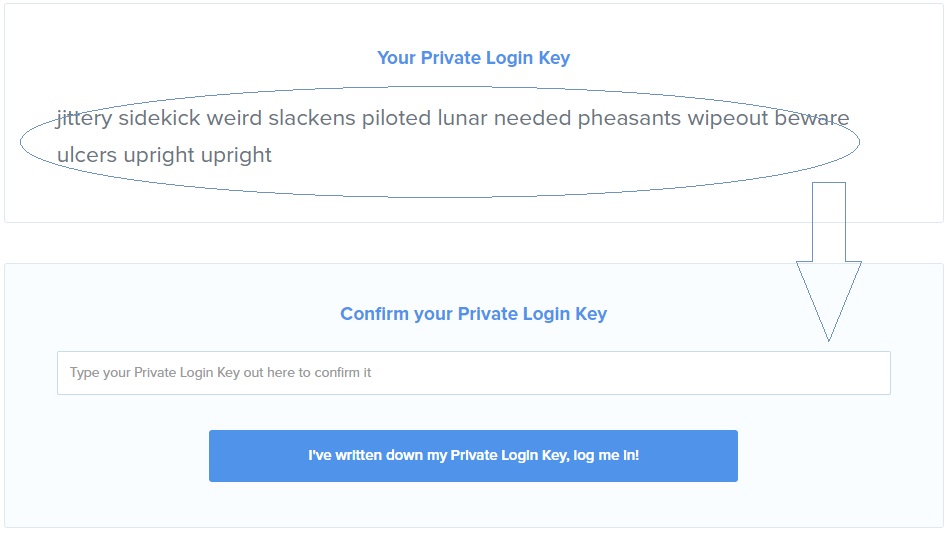 Your Private Login Key
jittery sidekick weird slackens piloted lunar needed pheasants wipeout beware
ulcers upright upright
Confirm your Private Login Key
Type your Private Login Key out here to confirm it
I've written down my Private Login Key, log me in!